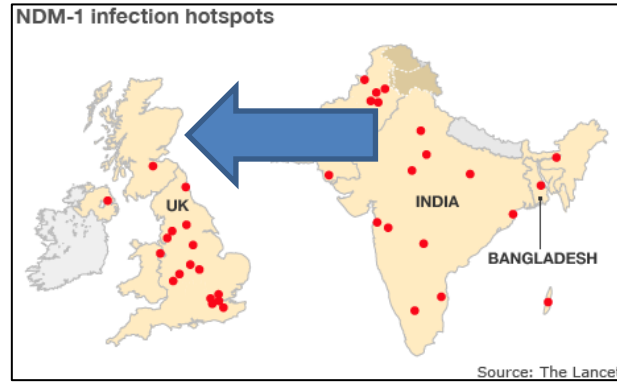 NDM-1 infection hotspots
UK
INDIA
BANGLADESH
Source: The Lancet